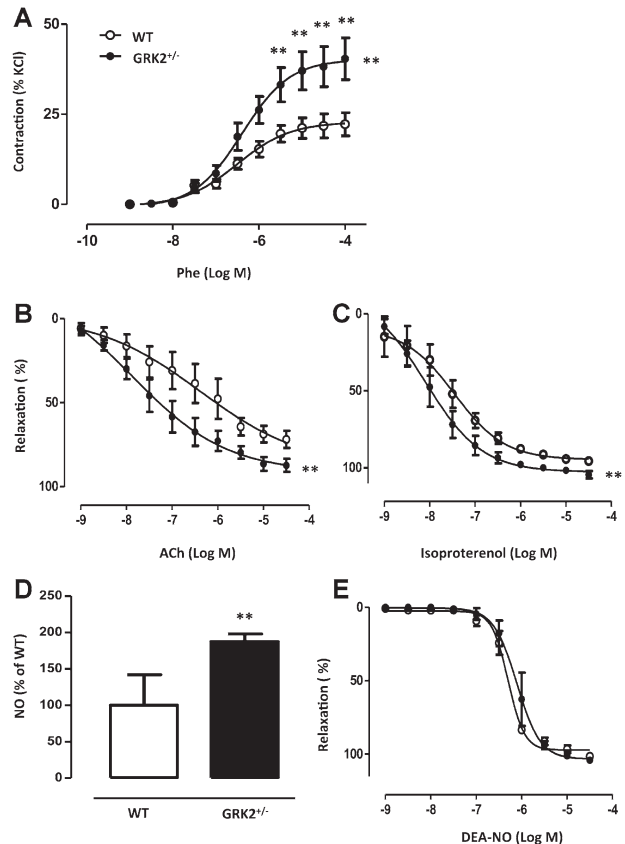 A
50
25
0
Contraction (% KCl)
WT
GRK2+/-
** ** ** **
**
-10 -8 -6 -4
Phe (Log M)
B
0
50
100
Relaxation ( %)
**
-9 -8 -7 -6 -5 -4
ACh (Log M)
C
0
50
100
**
-9 -8 -7 -6 -5 -4
Isoproterenol (Log M)
D
250
200
150
100
50
0
NO (% of WT)
**
WT GRK2+/-
E
0
50
100
Relaxation ( %)
-9 -8 -7 -6 -5 -4
DEA-NO (Log M)